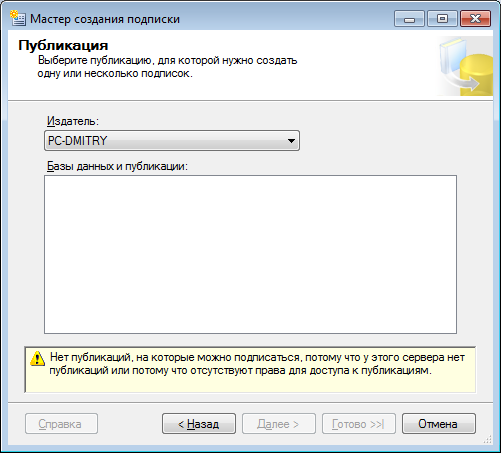 Мастер создания подписки
Публикация
Выберите публикацию, для которой нужно создать
одну или несколько подписок.
Издатель:
PC-DMITRY
Базы данных и публикации:
Нет публикаций, на которые можно подписаться, потому что у этого сервера нет
публикаций или потому что отсутствуют права для доступа к публикациям.
Справка
< Назад
Далее >
Готово >>|
Отмена